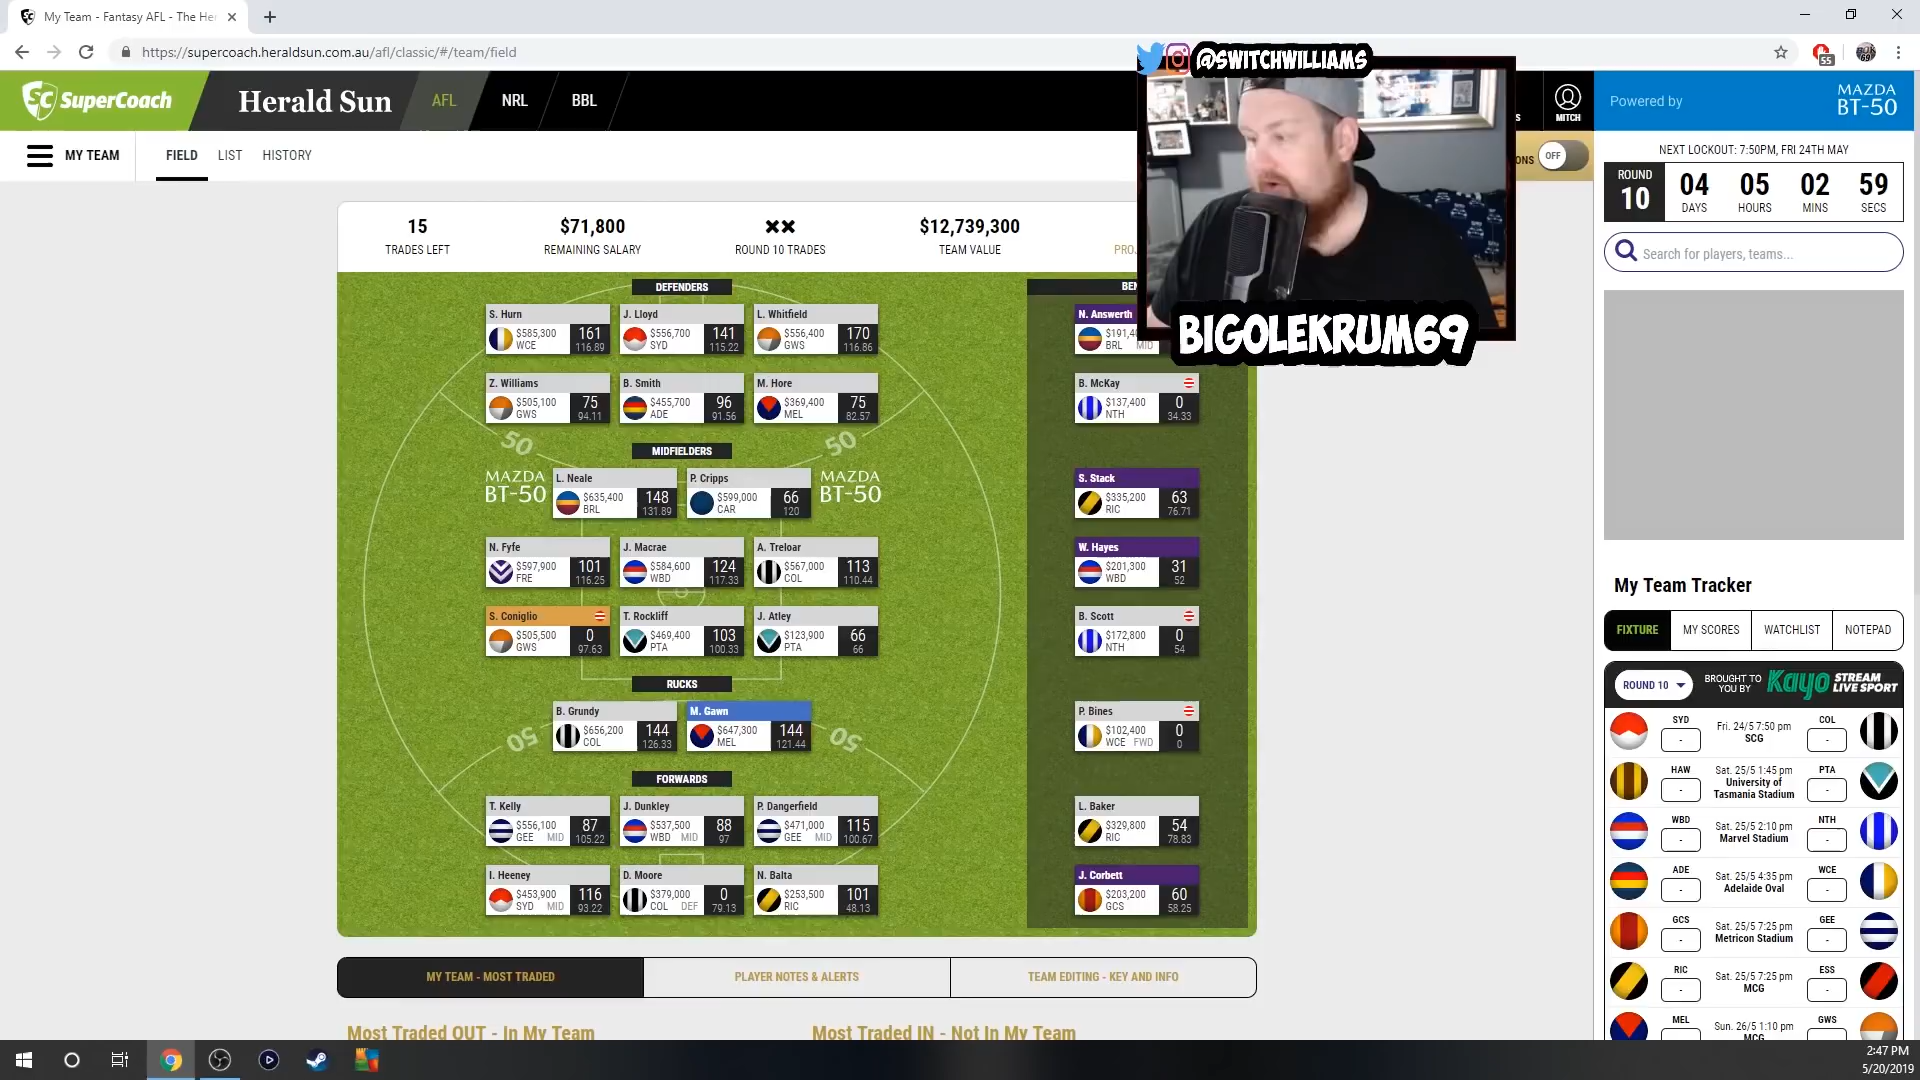 My Team - Fantasy AFL - The Her
https://supercoach.heraldsun.com.au/afl/classic/#/team/field
55
@SWITCHWILLIAMS
BIGOLEKRUM69
SC SUPERCOACH
Herald Sun
AFL
NRL
BBL
MITCH
Powered by
MAZDA
BT-50
MY TEAM
FIELD
LIST
HISTORY
ONS
OFF
15
TRADES LEFT
$71,800
REMAINING SALARY
ROUND 10 TRADES
$12,739,300
TEAM VALUE
DEFENDERS
S. Hurn
$585,300 161
WCE 116.89
J. Lloyd
$556,700 141
SYD 115.22
L. Whitfield
$556,400 170
GWS 116.86
N. Answerth
BRL MID
Z. Williams
$505,100 75
GWS 94.11
B. Smith
$455,700 96
ADE 91.56
M. Hore
$369,400 75
MEL 82.57
B. McKay
$137,400 0
NTH 34.33
50
50
MIDFIELDERS
MAZDA
BT-50
L. Neale
$635,400 148
BRL 131.89
P. Cripps
$599,000 66
CAR 120
MAZDA
BT-50
S. Stack
$335,200 63
RIC 76.71
N. Fyfe
$597,900 101
FRE 116.25
J. Macrae
$584,600 124
WBD 117.33
A. Treloar
$567,000 113
COL 110.44
W. Hayes
$201,300 31
WBD 52
S. Coniglio
$505,500 0
GWS 97.63
T. Rockliff
$469,400 103
PTA 100.33
J. Atley
$123,900 66
PTA 66
B. Scott
$172,800 0
NTH 54
RUCKS
B. Grundy
$656,200 144
COL 126.33
M. Gawn
$647,300 144
MEL 121.44
P. Bines
$102,400 0
WCE FWD 0
50
50
FORWARDS
T. Kelly
$556,100 87
GEE MID 105.22
J. Dunkley
$537,500 88
WBD MID 97
P. Dangerfield
$471,000 115
GEE MID 100.67
L. Baker
$329,800 54
RIC 78.83
I. Heeney
$453,900 116
SYD MID 93.22
D. Moore
$379,000 0
COL DEF 79.13
N. Balta
$253,500 101
RIC 48.13
J. Corbett
$203,200 60
GCS 58.25
MY TEAM - MOST TRADED
PLAYER NOTES & ALERTS
TEAM EDITING - KEY AND INFO
Most Traded OUT - In My Team
Most Traded IN - Not In My Team
NEXT LOCKOUT: 7:50PM, FRI 24TH MAY
ROUND
10
04
DAYS
05
HOURS
02
MINS
59
SECS
Search for players, teams...
My Team Tracker
FIXTURE
MY SCORES
WATCHLIST
NOTEPAD
ROUND 10
BROUGHT TO
YOU BY
Kayo
STREAM
LIVE SPORT
SYD
-
Fri. 24/5 7:50 pm
SCG
COL
-
HAW
-
Sat. 25/5 1:45 pm
University of
Tasmania Stadium
PTA
-
WBD
-
Sat. 25/5 2:10 pm
Marvel Stadium
NTH
-
ADE
-
Sat. 25/5 4:35 pm
Adelaide Oval
WCE
-
GCS
-
Sat. 25/5 7:25 pm
Metricon Stadium
GEE
-
RIC
-
Sat. 25/5 7:25 pm
MCG
ESS
-
MEL
Sun. 26/5 1:10 pm
MCG
GWS
2:47 PM
5/20/2019